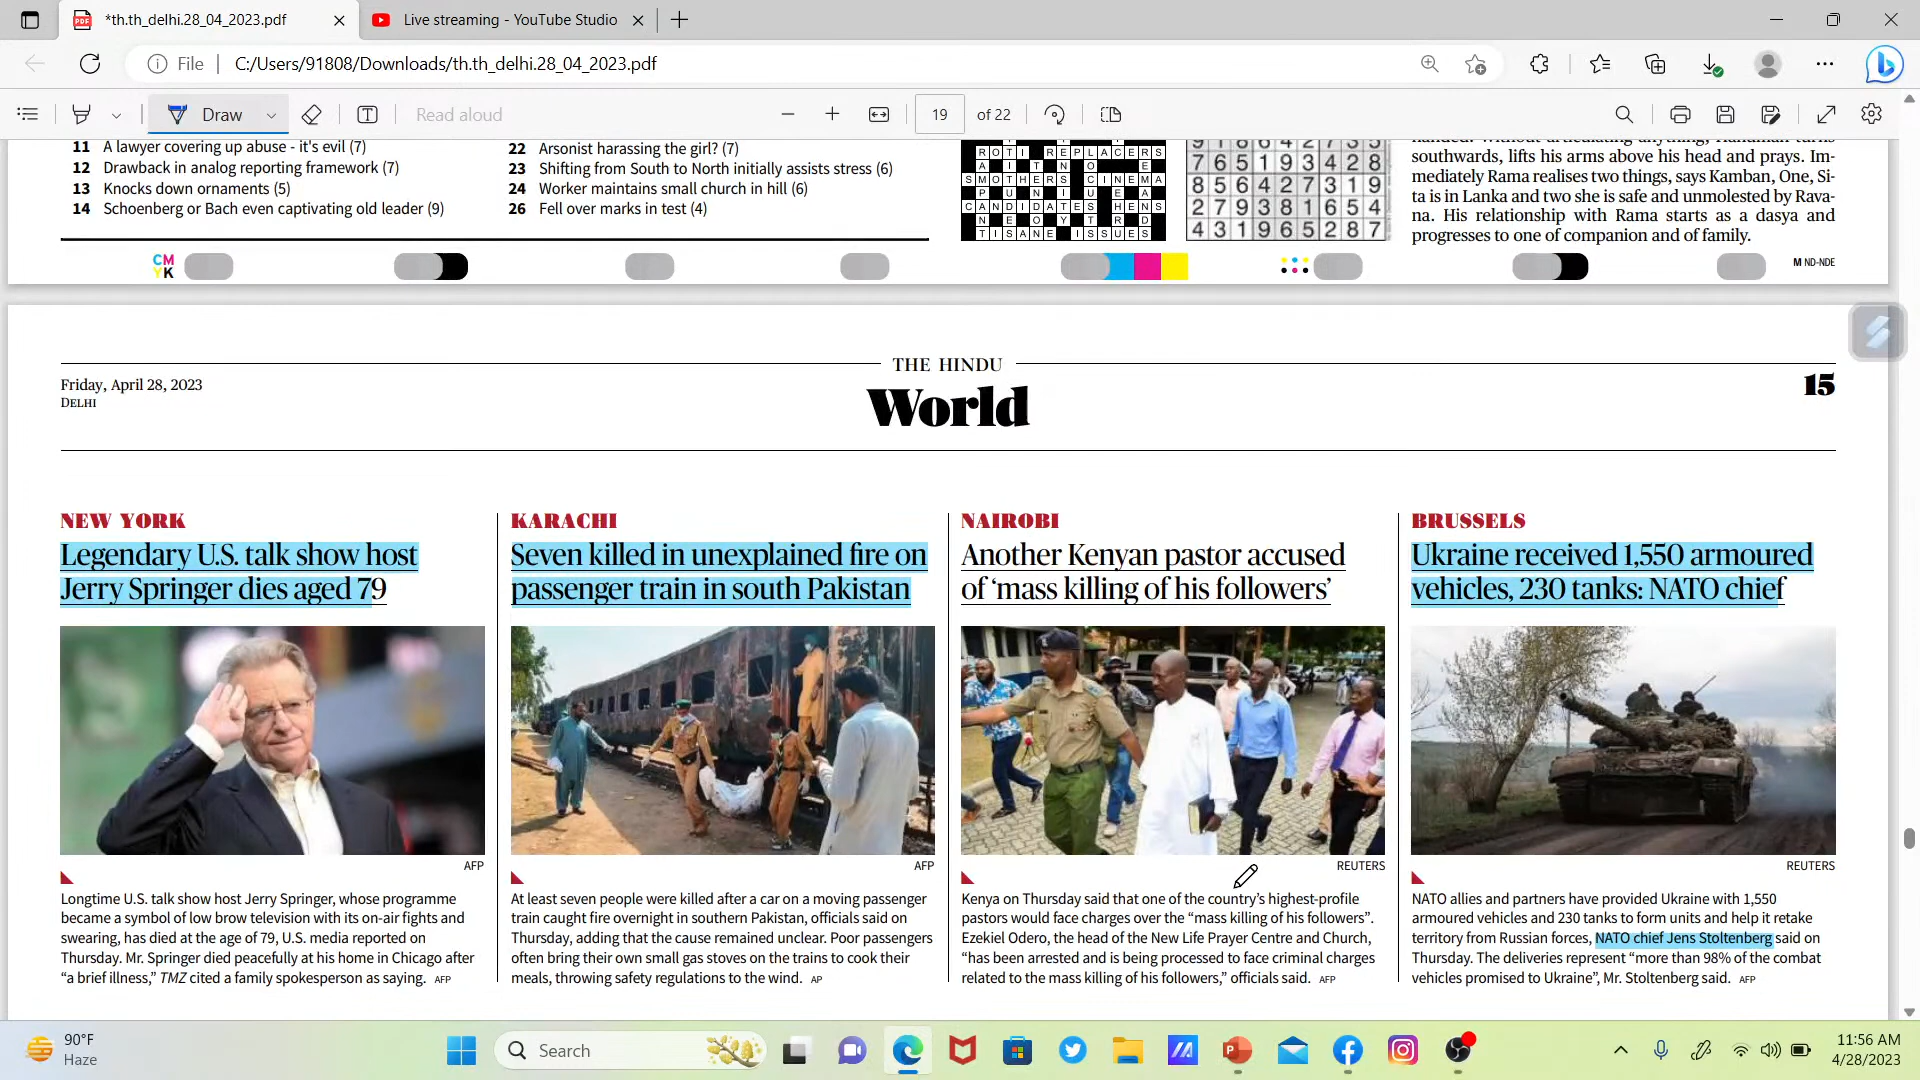 *th.th_delhi.28_04_2023.pdf
Live streaming - YouTube Studio
File
C:/Users/91808/Downloads/th.th_delhi.28_04_2023.pdf
Draw
Read aloud
19 of 22
11 A lawyer covering up abuse - it's evil (7)
12 Drawback in analog reporting framework (7)
13 Knocks down ornaments (5)
14 Schoenberg or Bach even captivating old leader (9)
22 Arsonist harassing the girl? (7)
23 Shifting from South to North initially assists stress (6)
24 Worker maintains small church in hill (6)
26 Fell over marks in test (4)
ROTI REPLACERS
SMOTHERS CINEMA
CANDIDATES HENS
TISANE ISSUES
765193428
856427319
279381654
431965287
southwards, lifts his arms above his head and prays. Im-
mediately Rama realises two things, says Kamban, One, Si-
ta is in Lanka and two she is safe and unmolested by Rava-
na. His relationship with Rama starts as a dasya and
progresses to one of companion and of family.
CM
YK
M ND-NDE
THE HINDU
Friday, April 28, 2023
DELHI
World
15
NEW YORK
Legendary U.S. talk show host
Jerry Springer dies aged 79
AFP
Longtime U.S. talk show host Jerry Springer, whose programme
became a symbol of low brow television with its on-air fights and
swearing, has died at the age of 79, U.S. media reported on
Thursday. Mr. Springer died peacefully at his home in Chicago after
“a brief illness,” TMZ cited a family spokesperson as saying. AFP
KARACHI
Seven killed in unexplained fire on
passenger train in south Pakistan
AFP
At least seven people were killed after a car on a moving passenger
train caught fire overnight in southern Pakistan, officials said on
Thursday, adding that the cause remained unclear. Poor passengers
often bring their own small gas stoves on the trains to cook their
meals, throwing safety regulations to the wind. AP
NAIROBI
Another Kenyan pastor accused
of ‘mass killing of his followers’
REUTERS
Kenya on Thursday said that one of the country’s highest-profile
pastors would face charges over the “mass killing of his followers”.
Ezekiel Odero, the head of the New Life Prayer Centre and Church,
“has been arrested and is being processed to face criminal charges
related to the mass killing of his followers,” officials said. AFP
BRUSSELS
Ukraine received 1,550 armoured
vehicles, 230 tanks: NATO chief
REUTERS
NATO allies and partners have provided Ukraine with 1,550
armoured vehicles and 230 tanks to form units and help it retake
territory from Russian forces, NATO chief Jens Stoltenberg said on
Thursday. The deliveries represent “more than 98% of the combat
vehicles promised to Ukraine”, Mr. Stoltenberg said. AFP
90°F
Haze
Search
11:56 AM
4/28/2023